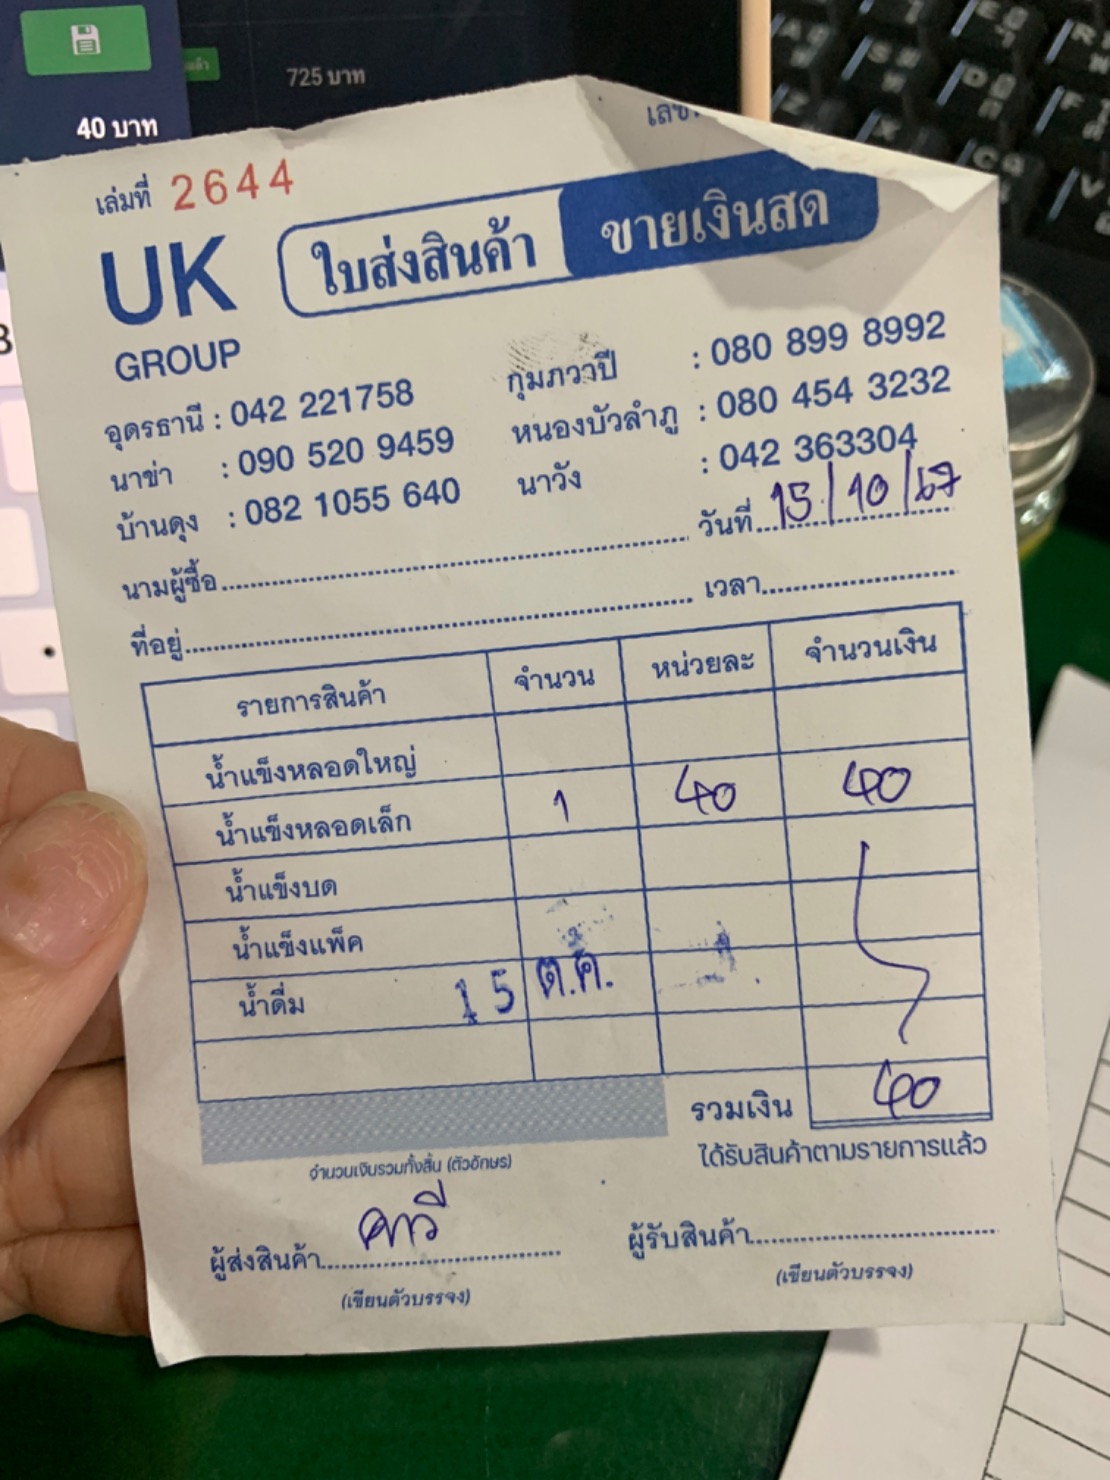 40 บาท
725 บาท
เล่มที่ 2644
UK
GROUP
ใบส่งสินค้า ขายเงินสด
อุดรธานี : 042 221758 กุมภวาปี : 080 899 8992
นาข่า : 090 520 9459 หนองบัวลำภู : 080 454 3232
บ้านดุง : 082 1055 640 นาวัง : 042 363304
นามผู้ซื้อ วันที่ 15/10/67
ที่อยู่ เวลา
รายการสินค้า จำนวน หน่วยละ จำนวนเงิน
น้ำแข็งหลอดใหญ่
น้ำแข็งหลอดเล็ก 1 40 40
น้ำแข็งบด
น้ำแข็งแพ็ค
น้ำดื่ม 15 ต.ค.
รวมเงิน 40
จำนวนเงินรวมทั้งสิ้น (ตัวอักษร) ได้รับสินค้าตามรายการแล้ว
ผู้ส่งสินค้า คาวี ผู้รับสินค้า
(เขียนตัวบรรจง) (เขียนตัวบรรจง)